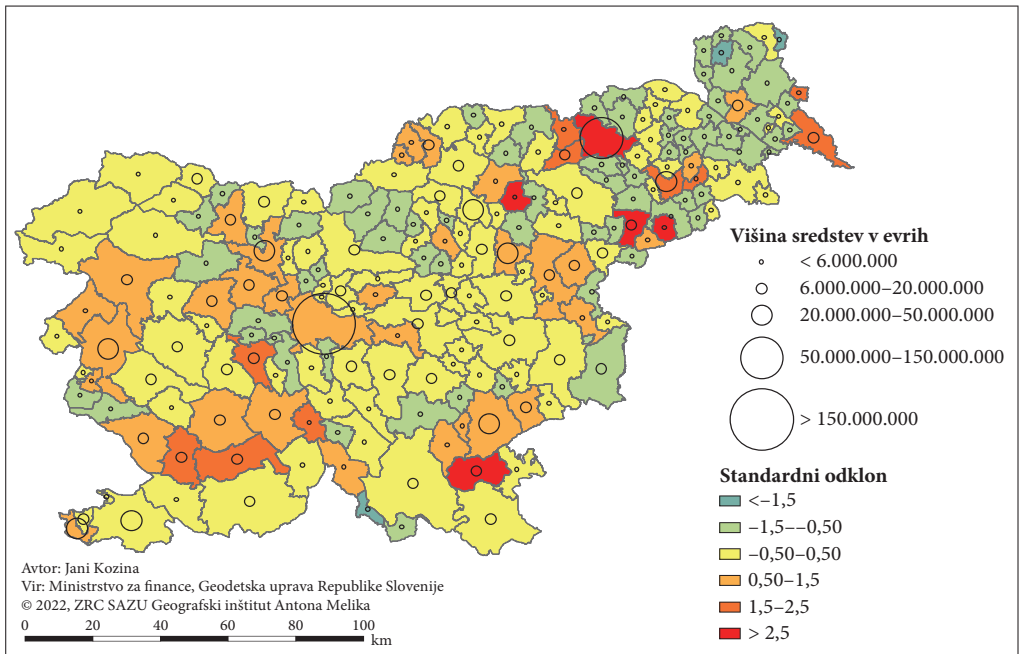 Višina sredstev v evrih
< 6.000.000
6.000.000–20.000.000
20.000.000–50.000.000
50.000.000–150.000.000
> 150.000.000
Standardni odklon
<–1,5
–1,5––0,50
–0,50–0,50
0,50–1,5
1,5–2,5
> 2,5
Avtor: Jani Kozina
Vir: Ministrstvo za finance, Geodetska uprava Republike Slovenije
© 2022, ZRC SAZU Geografski inštitut Antona Melika
0 20 40 60 80 100
km